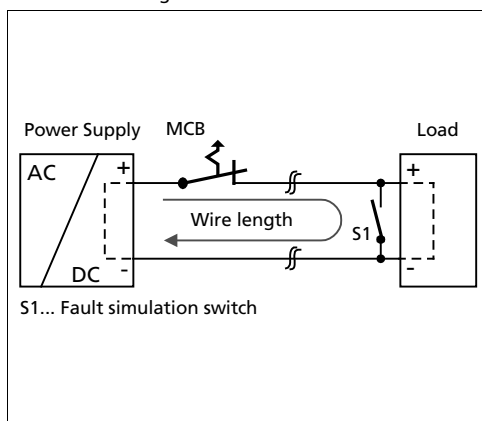 Power Supply MCB Load
AC + +
Wire length
S1
DC - -
S1... Fault simulation switch